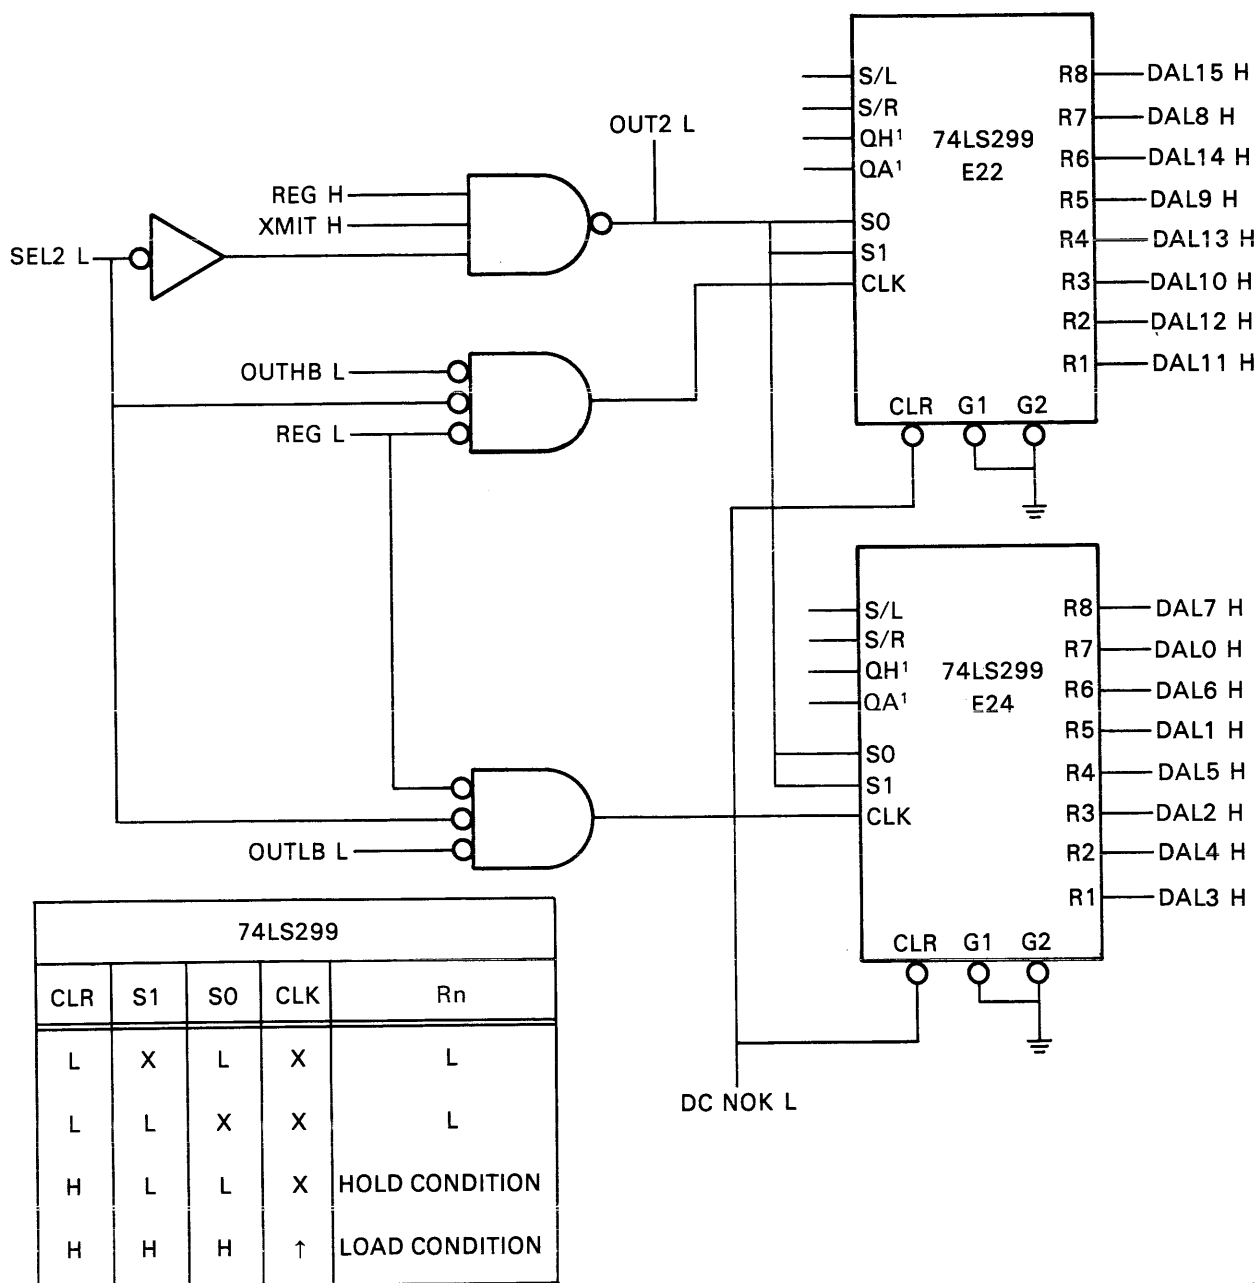 OUT2 L
REG H
XMIT H
SEL2 L
OUTHB L
REG L
OUTLB L
DC NOK L
S/L
S/R
QH¹
QA¹
S0
S1
CLK
74LS299
E22
R8 DAL15 H
R7 DAL8 H
R6 DAL14 H
R5 DAL9 H
R4 DAL13 H
R3 DAL10 H
R2 DAL12 H
R1 DAL11 H
CLR G1 G2
S/L
S/R
QH¹
QA¹
S0
S1
CLK
74LS299
E24
R8 DAL7 H
R7 DAL0 H
R6 DAL6 H
R5 DAL1 H
R4 DAL5 H
R3 DAL2 H
R2 DAL4 H
R1 DAL3 H
CLR G1 G2
74LS299
CLR S1 S0 CLK Rn
L X L X L
L L X X L
H L L X HOLD CONDITION
H H H ↑ LOAD CONDITION